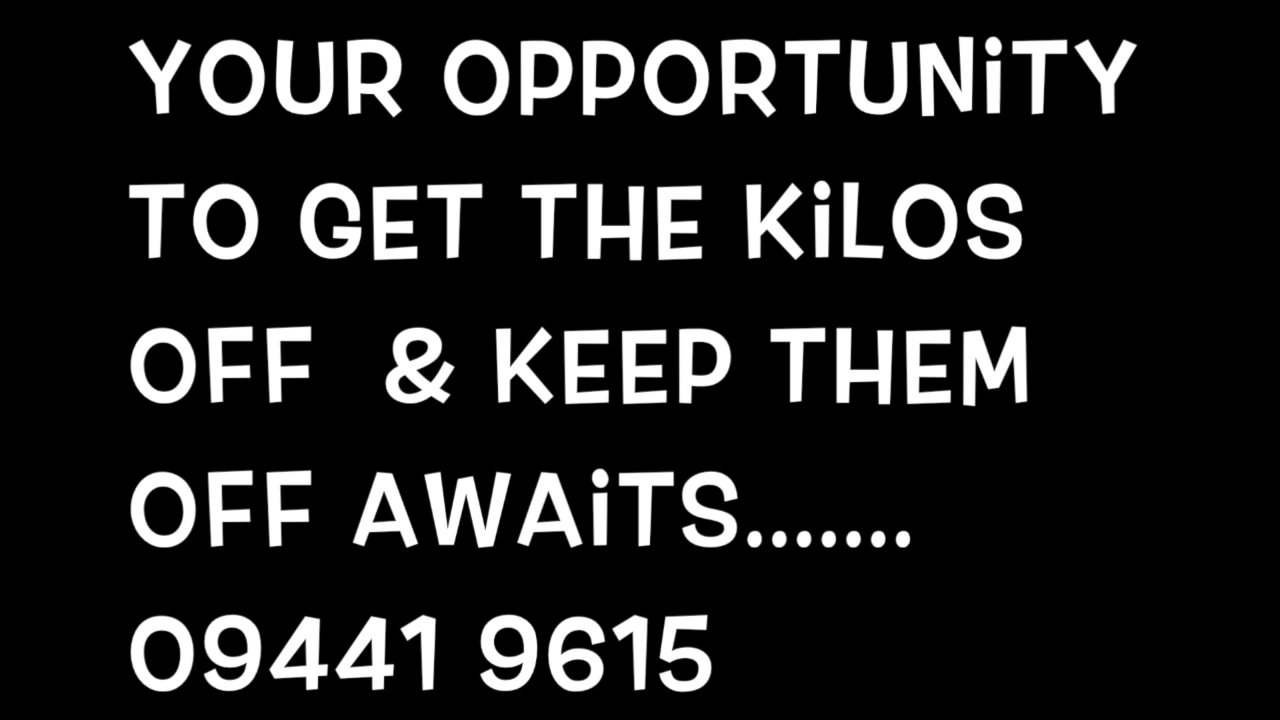 YOUR OPPORTUNiTY
TO GET THE KiLOS
OFF & KEEP THEM
OFF AWAiTS.......
09441 9615